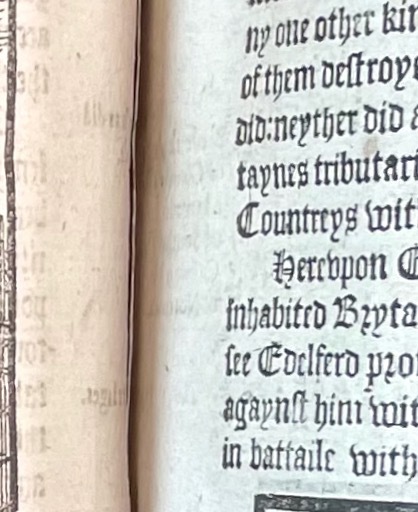 ny one other kin
of them destroye
did:neyther did a
taynes tributari
Countreys wit
Herevpon E
inhabited Bryta
see Edelferd pro
agaynst him wit
in battaile with